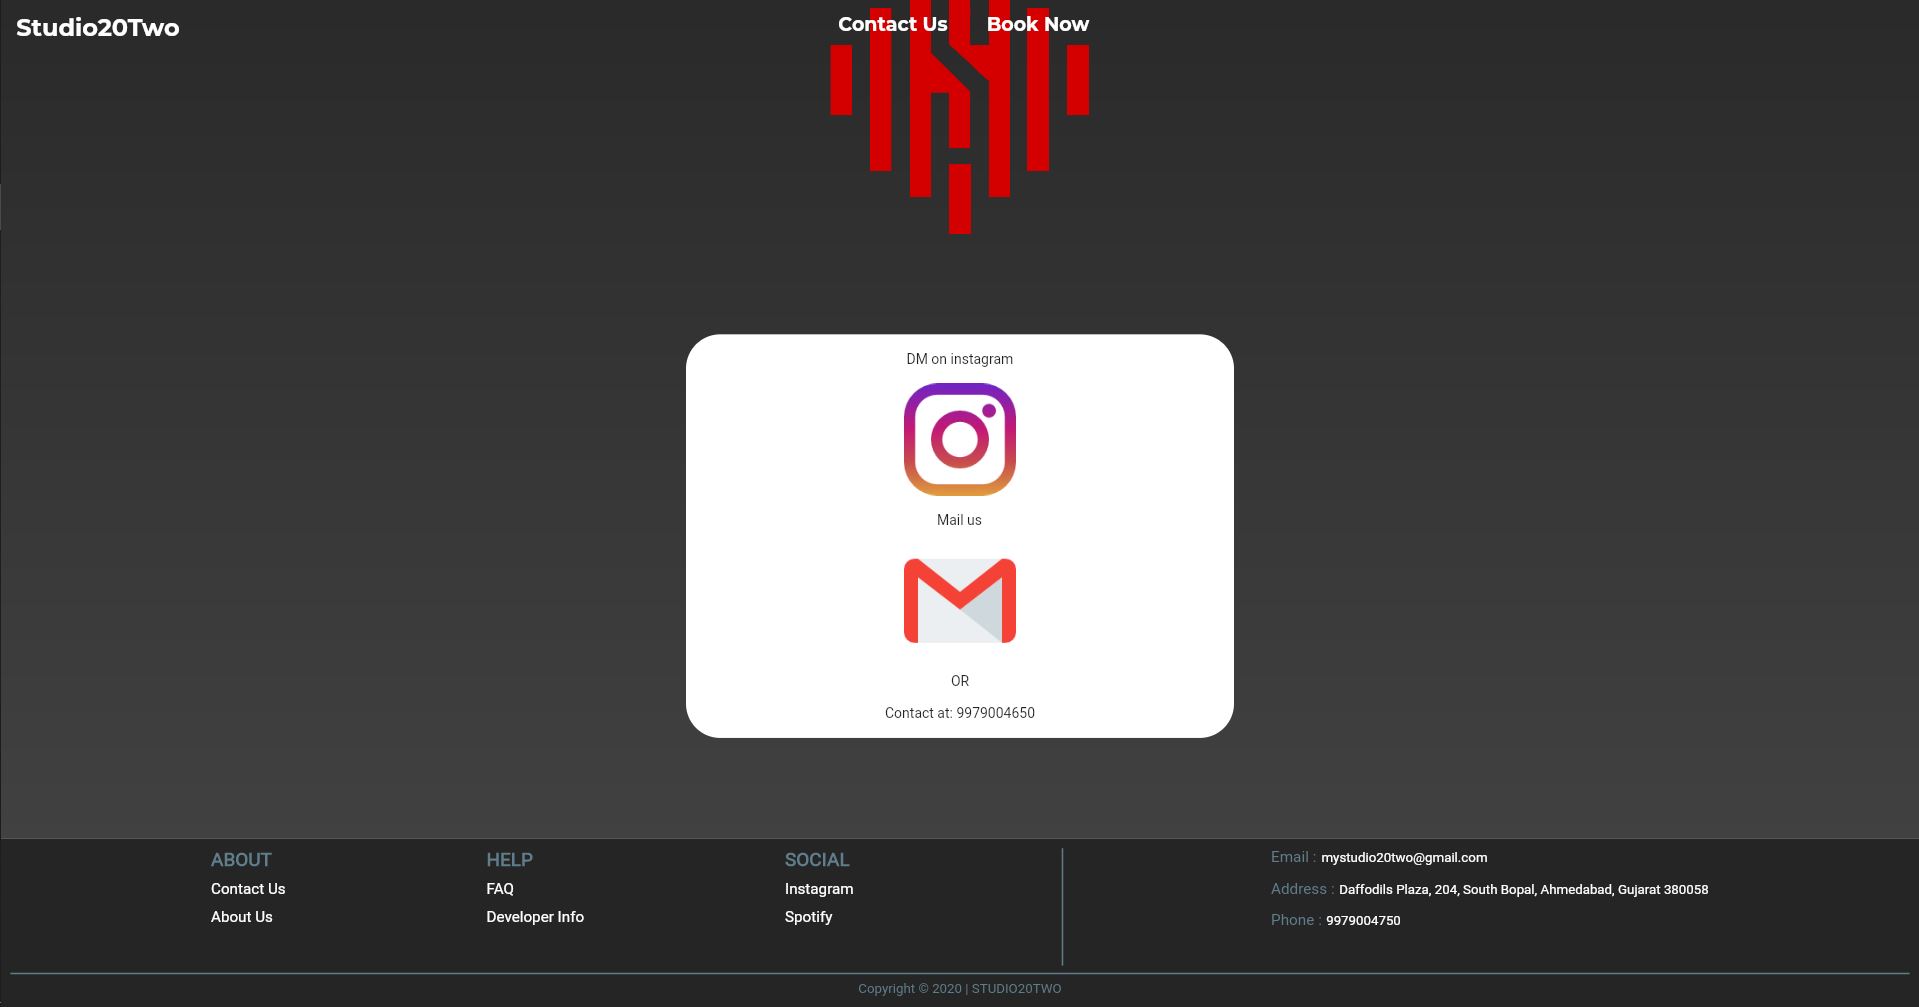 Studio20Two
Contact Us Book Now
DM on instagram
Mail us
OR
Contact at: 9979004650
ABOUT
Contact Us
About Us
HELP
FAQ
Developer Info
SOCIAL
Instagram
Spotify
Email : mystudio20two@gmail.com
Address : Daffodils Plaza, 204, South Bopal, Ahmedabad, Gujarat 380058
Phone : 9979004750
Copyright © 2020 | STUDIO20TWO